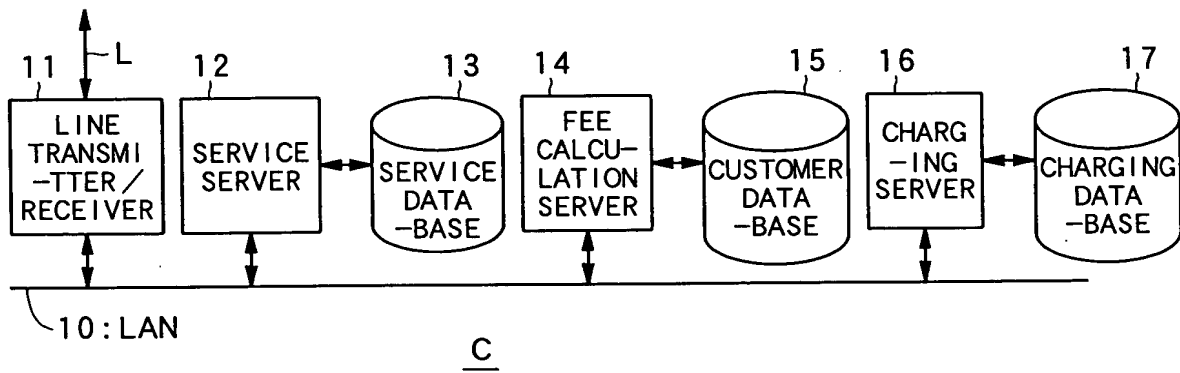 L
11
12
13
14
15
16
17
LINE
TRANSMI
-TTER/
RECEIVER
SERVICE
SERVER
SERVICE
DATA
-BASE
FEE
CALCU-
LATION
SERVER
CUSTOMER
DATA
-BASE
CHARG
-ING
SERVER
CHARGING
DATA
-BASE
10:LAN
C